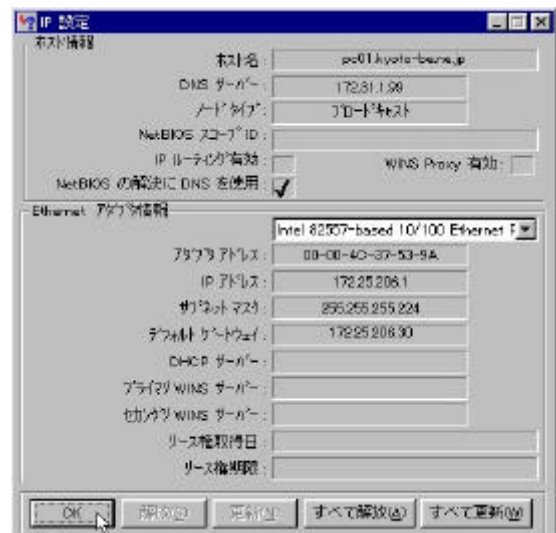 IP 設定
ホスト情報
ホスト名 :
DNS サーバー : 172.31.1.99
ノード タイプ : ブロードキャスト
NetBIOS スコープ ID :
IP ルーティング有効 : WINS Proxy 有効 :
NetBIOS の解決に DNS を使用 :
Ethernet アダプタ情報
Intel 82557-based 10/100 Ethernet
アダプタ アドレス : 00-00-4C-37-53-9A
IP アドレス : 172.25.206.1
サブネット マスク : 255.255.255.224
デフォルト ゲートウェイ : 172.25.206.30
DHCP サーバー :
プライマリ WINS サーバー :
セカンダリ WINS サーバー :
リース権取得日 :
リース権期限 :
OK 解放 更新 すべて解放(A) すべて更新(W)